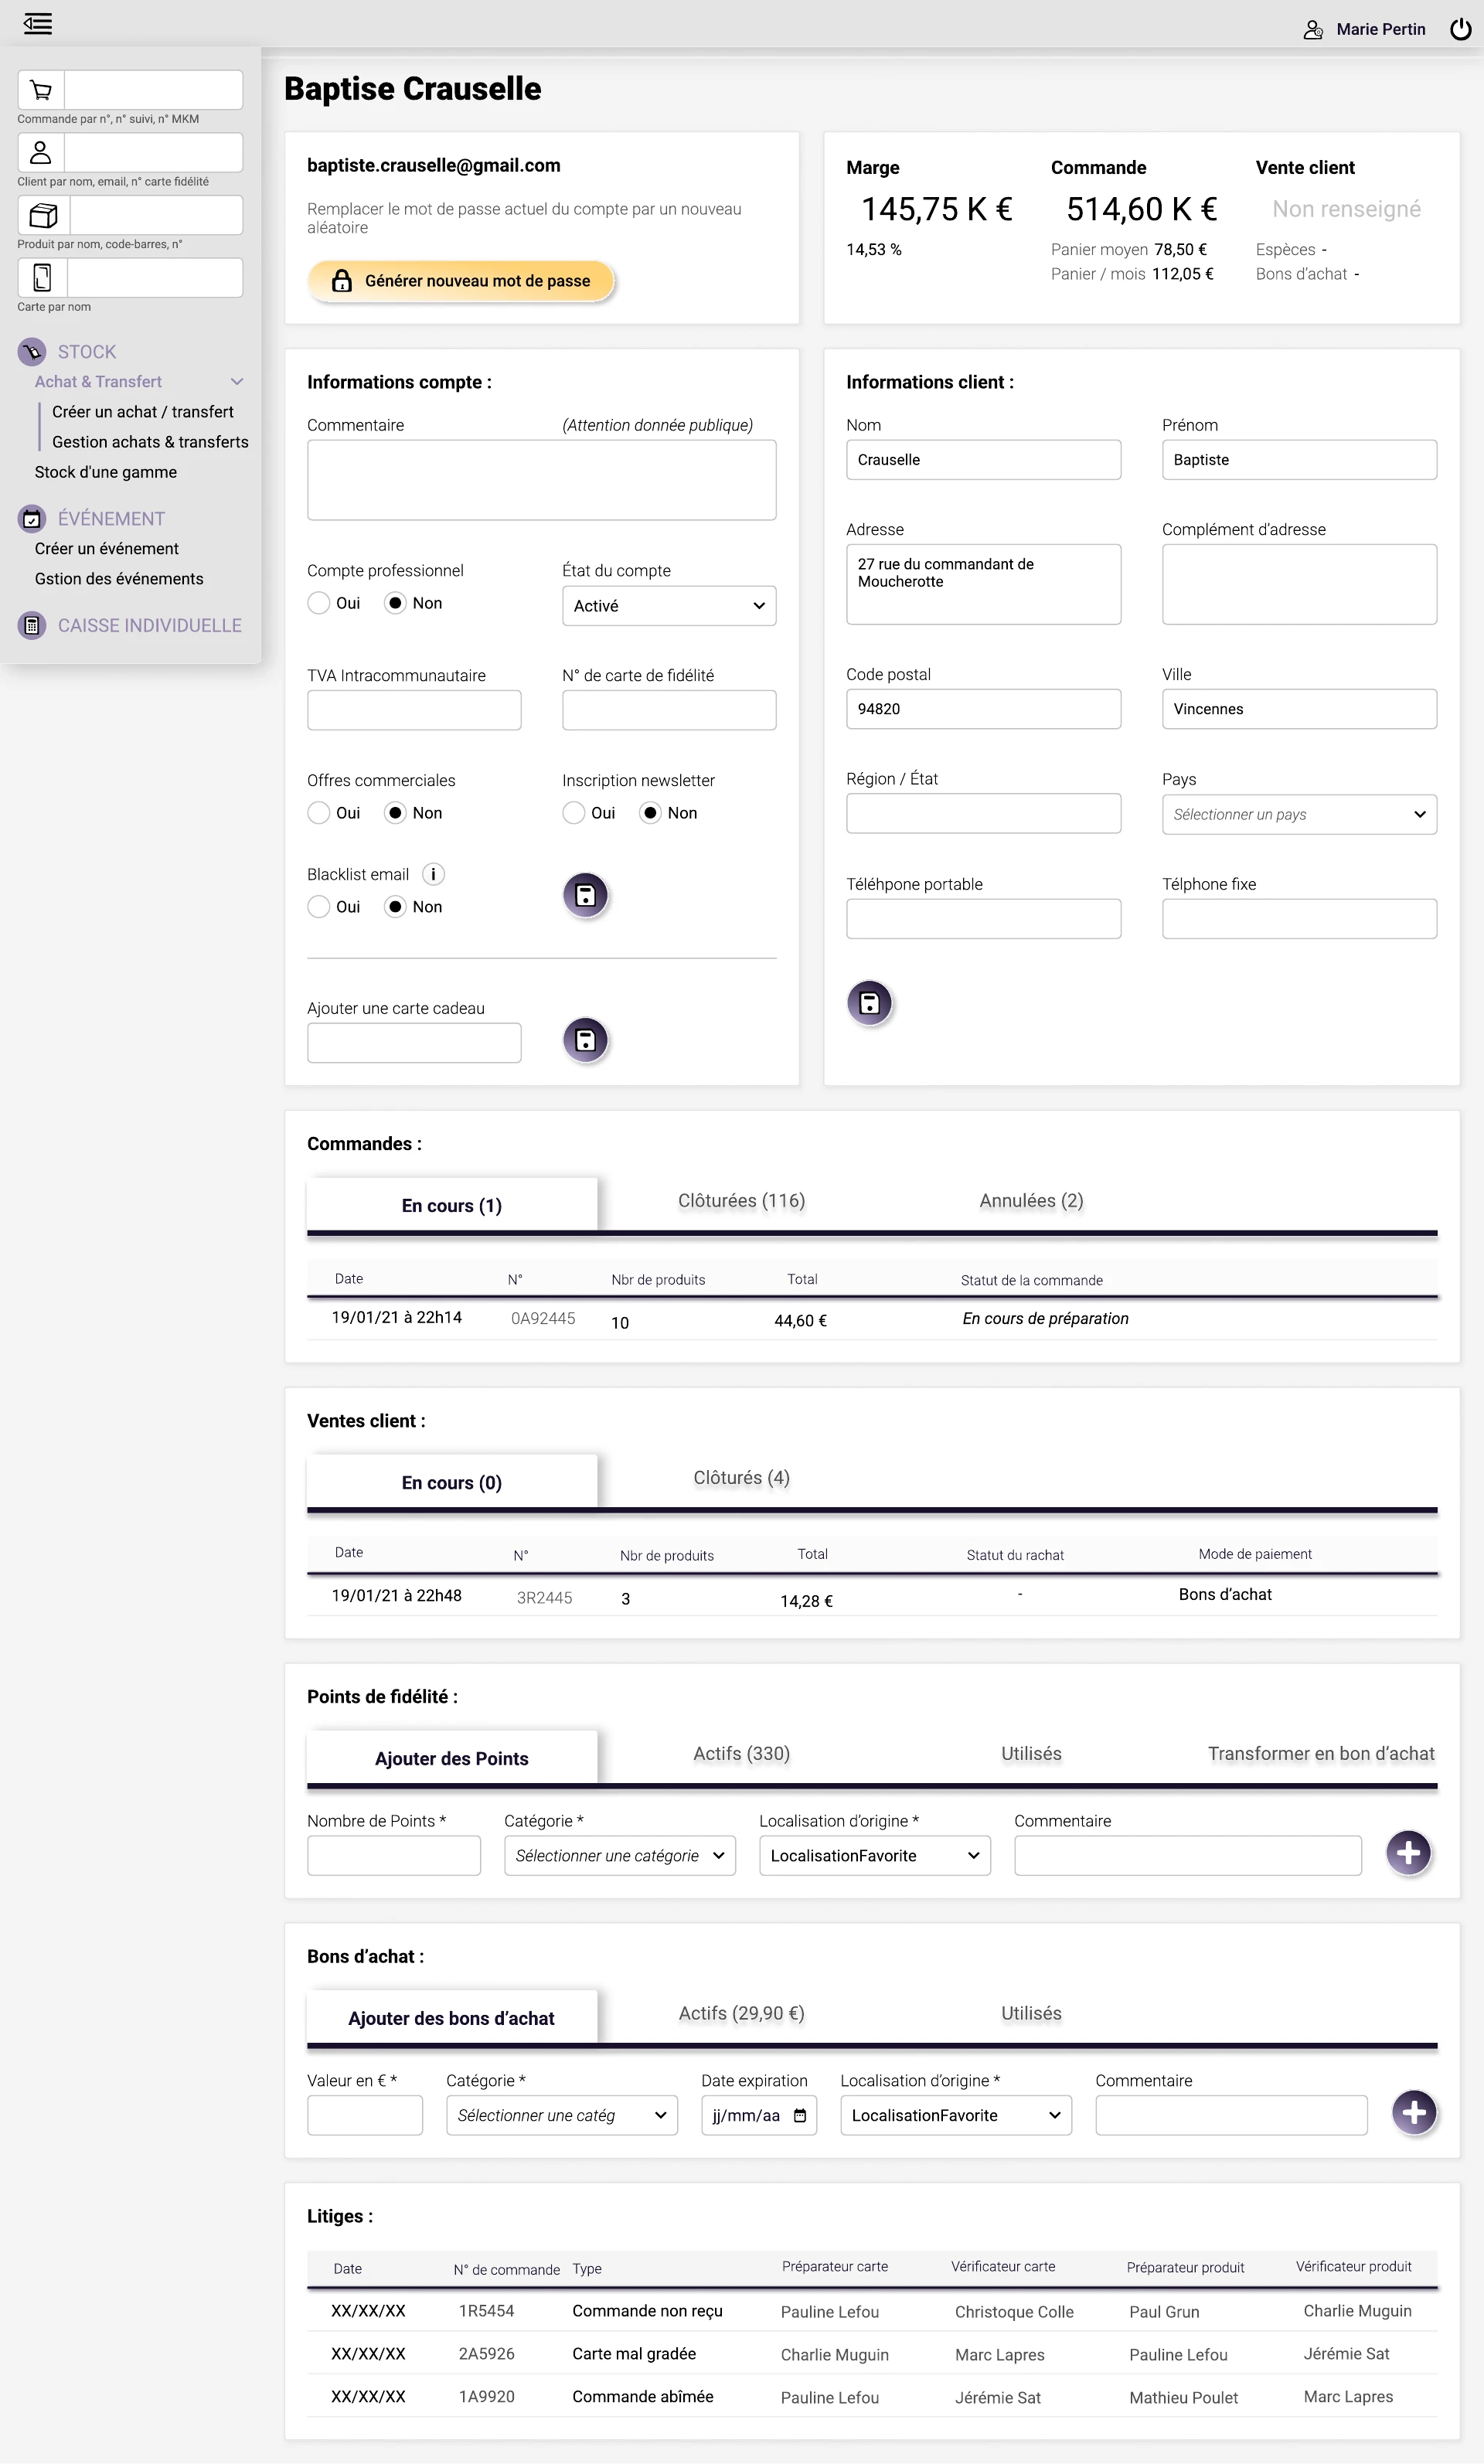 Marie Pertin
Commande par n°, n° suivi, n° MKM
Client par nom, email, n° carte fidélité
Produit par nom, code-barres, n°
Carte par nom
STOCK
Achat & Transfert
Créer un achat / transfert
Gestion achats & transferts
Stock d'une gamme
ÉVÉNEMENT
Créer un événement
Gstion des événements
CAISSE INDIVIDUELLE
Baptise Crauselle
baptiste.crauselle@gmail.com
Remplacer le mot de passe actuel du compte par un nouveau
aléatoire
Générer nouveau mot de passe
Marge Commande Vente client
145,75 K € 514,60 K € Non renseigné
14,53 % Panier moyen 78,50 € Espèces -
Panier / mois 112,05 € Bons d’achat -
Informations compte :
Commentaire (Attention donnée publique)
Compte professionnel État du compte
Oui Non Activé
TVA Intracommunautaire N° de carte de fidélité
Offres commerciales Inscription newsletter
Oui Non Oui Non
Blacklist email i
Oui Non
Ajouter une carte cadeau
Informations client :
Nom Prénom
Crauselle Baptiste
Adresse Complément d’adresse
27 rue du commandant de
Moucherotte
Code postal Ville
94820 Vincennes
Région / État Pays
Sélectionner un pays
Téléhpone portable Télphone fixe
Commandes :
En cours (1) Clôturées (116) Annulées (2)
Date N° Nbr de produits Total Statut de la commande
19/01/21 à 22h14 0A92445 10 44,60 € En cours de préparation
Ventes client :
En cours (0) Clôturés (4)
Date N° Nbr de produits Total Statut du rachat Mode de paiement
19/01/21 à 22h48 3R2445 3 14,28 € - Bons d’achat
Points de fidélité :
Ajouter des Points Actifs (330) Utilisés Transformer en bon d’achat
Nombre de Points * Catégorie * Localisation d’origine * Commentaire
Sélectionner une catégorie LocalisationFavorite
Bons d’achat :
Ajouter des bons d’achat Actifs (29,90 €) Utilisés
Valeur en € * Catégorie * Date expiration Localisation d’origine * Commentaire
Sélectionner une catég jj/mm/aa LocalisationFavorite
Litiges :
Date N° de commande Type Préparateur carte Vérificateur carte Préparateur produit Vérificateur produit
XX/XX/XX 1R5454 Commande non reçu Pauline Lefou Christoque Colle Paul Grun Charlie Muguin
XX/XX/XX 2A5926 Carte mal gradée Charlie Muguin Marc Lapres Pauline Lefou Jérémie Sat
XX/XX/XX 1A9920 Commande abîmée Pauline Lefou Jérémie Sat Mathieu Poulet Marc Lapres